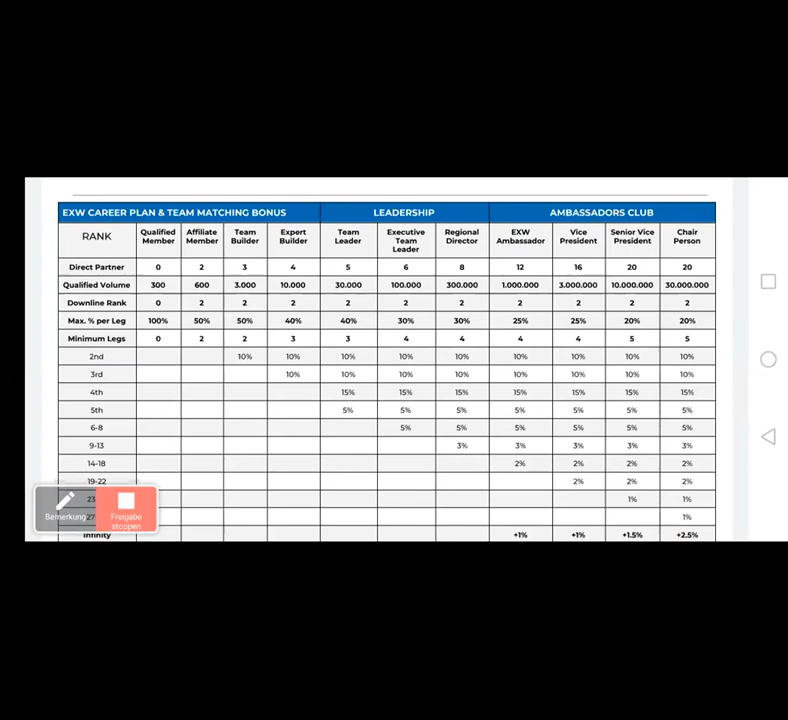 EXW CAREER PLAN & TEAM MATCHING BONUS LEADERSHIP AMBASSADORS CLUB
RANK Qualified Member Affiliate Member Team Builder Expert Builder Team Leader Executive Team Leader Regional Director EXW Ambassador Vice President Senior Vice President Chair Person
Direct Partner 0 2 3 4 5 6 8 12 16 20 20
Qualified Volume 300 600 3.000 10.000 30.000 100.000 300.000 1.000.000 3.000.000 10.000.000 30.000.000
Downline Rank 0 2 2 2 2 2 2 2 2 2 2
Max. % per Leg 100% 50% 50% 40% 40% 30% 30% 25% 25% 20% 20%
Minimum Legs 0 2 2 3 3 4 4 4 4 5 5
2nd 10% 10% 10% 10% 10% 10% 10% 10% 10%
3rd 10% 10% 10% 10% 10% 10% 10% 10%
4th 15% 15% 15% 15% 15% 15% 15%
5th 5% 5% 5% 5% 5% 5% 5%
6-8 5% 5% 5% 5% 5% 5%
9-13 3% 3% 3% 3% 3%
14-18 2% 2% 2% 2%
19-22 2% 2% 2%
23 1% 1%
27 1%
Infinity +1% +1% +1.5% +2.5%
Bemerkung
Freigabe
stoppen